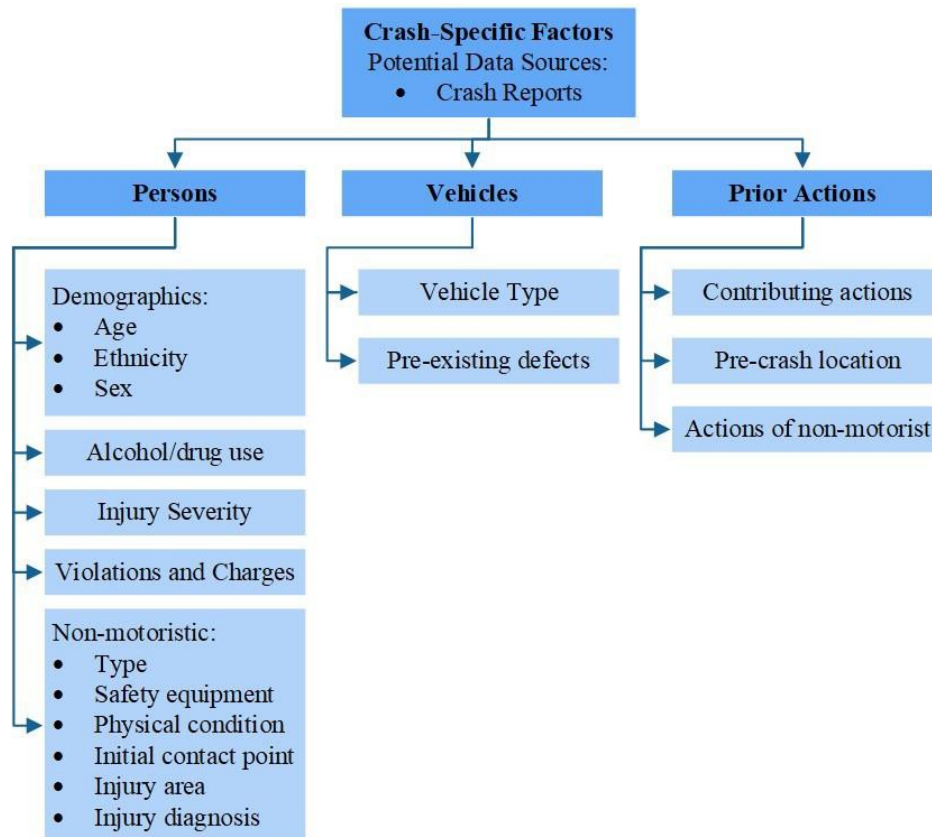 Crash-Specific Factors
Potential Data Sources:
• Crash Reports
Persons
Vehicles
Prior Actions
Demographics:
• Age
• Ethnicity
• Sex
Alcohol/drug use
Injury Severity
Violations and Charges
Non-motoristic:
• Type
• Safety equipment
• Physical condition
• Initial contact point
• Injury area
• Injury diagnosis
Vehicle Type
Pre-existing defects
Contributing actions
Pre-crash location
Actions of non-motorist